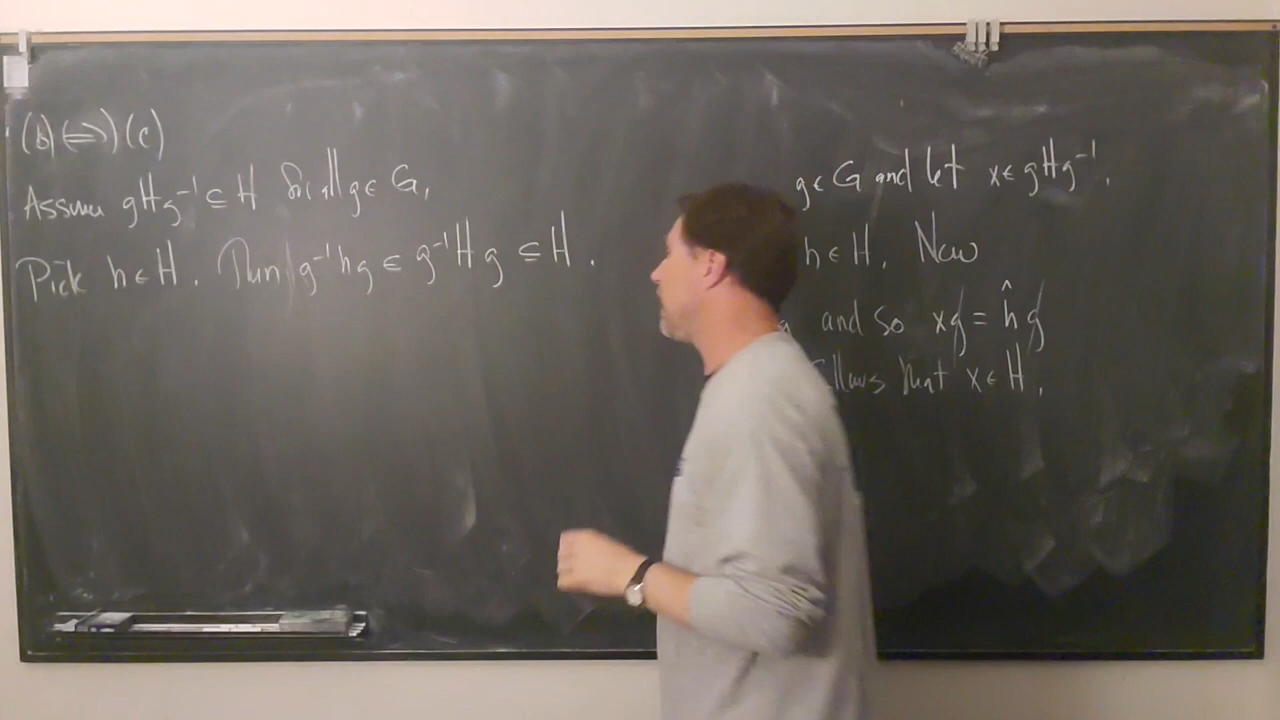 (b)⟺(c)
Assume gHg⁻¹ ⊆ H for all g ∈ G.
Pick h ∈ H. Then g⁻¹hg ∈ g⁻¹Hg ⊆ H.
g ∈ G and let x ∈ gHg⁻¹.
h ∈ H. Now
and so xg = ĥg
that x ∈ H.